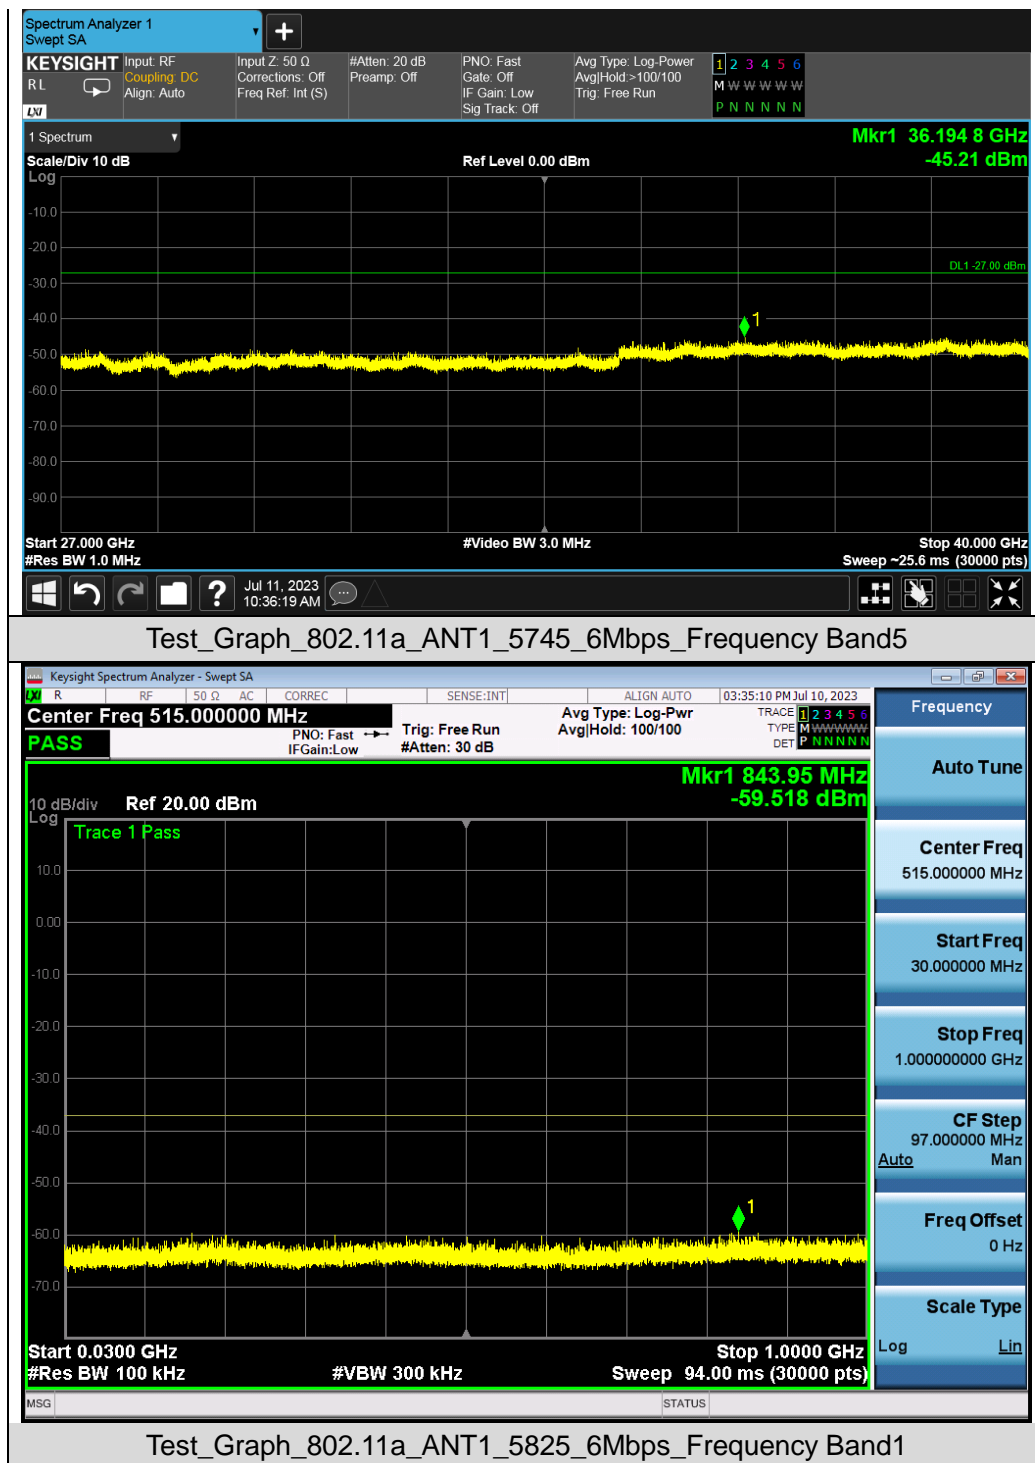 Spectrum Analyzer 1
Swept SA
KEYSIGHT
R L
LXI
Input: RF
Coupling: DC
Align: Auto
Input Z: 50 Ω
Corrections: Off
Freq Ref: Int (S)
#Atten: 20 dB
Preamp: Off
PNO: Fast
Gate: Off
IF Gain: Low
Sig Track: Off
Avg Type: Log-Power
Avg|Hold:>100/100
Trig: Free Run
1 2 3 4 5 6
M W W W W W
P N N N N N
1 Spectrum
Mkr1 36.194 8 GHz
-45.21 dBm
Scale/Div 10 dB
Ref Level 0.00 dBm
Log
-10.0
-20.0
DL1 -27.00 dBm
-30.0
-40.0
1
-50.0
-60.0
-70.0
-80.0
-90.0
Start 27.000 GHz
#Video BW 3.0 MHz
Stop 40.000 GHz
#Res BW 1.0 MHz
Sweep ~25.6 ms (30000 pts)
?
Jul 11, 2023
10:36:19 AM
Test_Graph_802.11a_ANT1_5745_6Mbps_Frequency Band5
Keysight Spectrum Analyzer - Swept SA
LXI R RF 50 Ω AC CORREC SENSE:INT ALIGN AUTO 03:35:10 PM Jul 10, 2023
Center Freq 515.000000 MHz
PASS
PNO: Fast
IFGain:Low
Trig: Free Run
#Atten: 30 dB
Avg Type: Log-Pwr
Avg|Hold: 100/100
TRACE 1 2 3 4 5 6
TYPE M W W W W W
DET P N N N N N
Mkr1 843.95 MHz
-59.518 dBm
10 dB/div
Ref 20.00 dBm
Log
Trace 1 Pass
10.0
0.00
-10.0
-20.0
-30.0
-40.0
-50.0
1
-60.0
-70.0
Start 0.0300 GHz
Stop 1.0000 GHz
#Res BW 100 kHz
#VBW 300 kHz
Sweep 94.00 ms (30000 pts)
MSG
STATUS
Frequency
Auto Tune
Center Freq
515.000000 MHz
Start Freq
30.000000 MHz
Stop Freq
1.000000000 GHz
CF Step
97.000000 MHz
Auto Man
Freq Offset
0 Hz
Scale Type
Log Lin
Test_Graph_802.11a_ANT1_5825_6Mbps_Frequency Band1